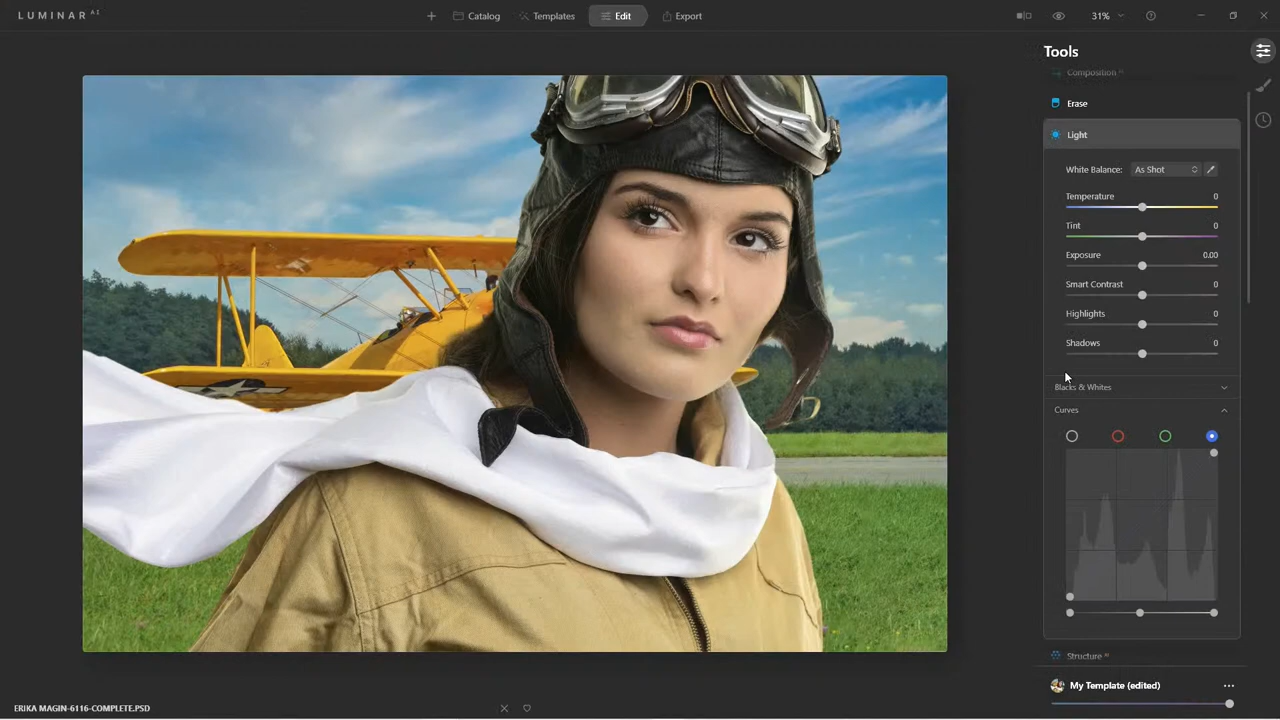 LUMINAR AI
Catalog
Templates
Edit
Export
31%
Tools
Composition AI
Erase
Light
White Balance: As Shot
Temperature 0
Tint 0
Exposure 0.00
Smart Contrast 0
Highlights 0
Shadows 0
Blacks & Whites
Curves
Structure AI
My Template (edited)
ERIKA MAGIN-6116-COMPLETE.PSD